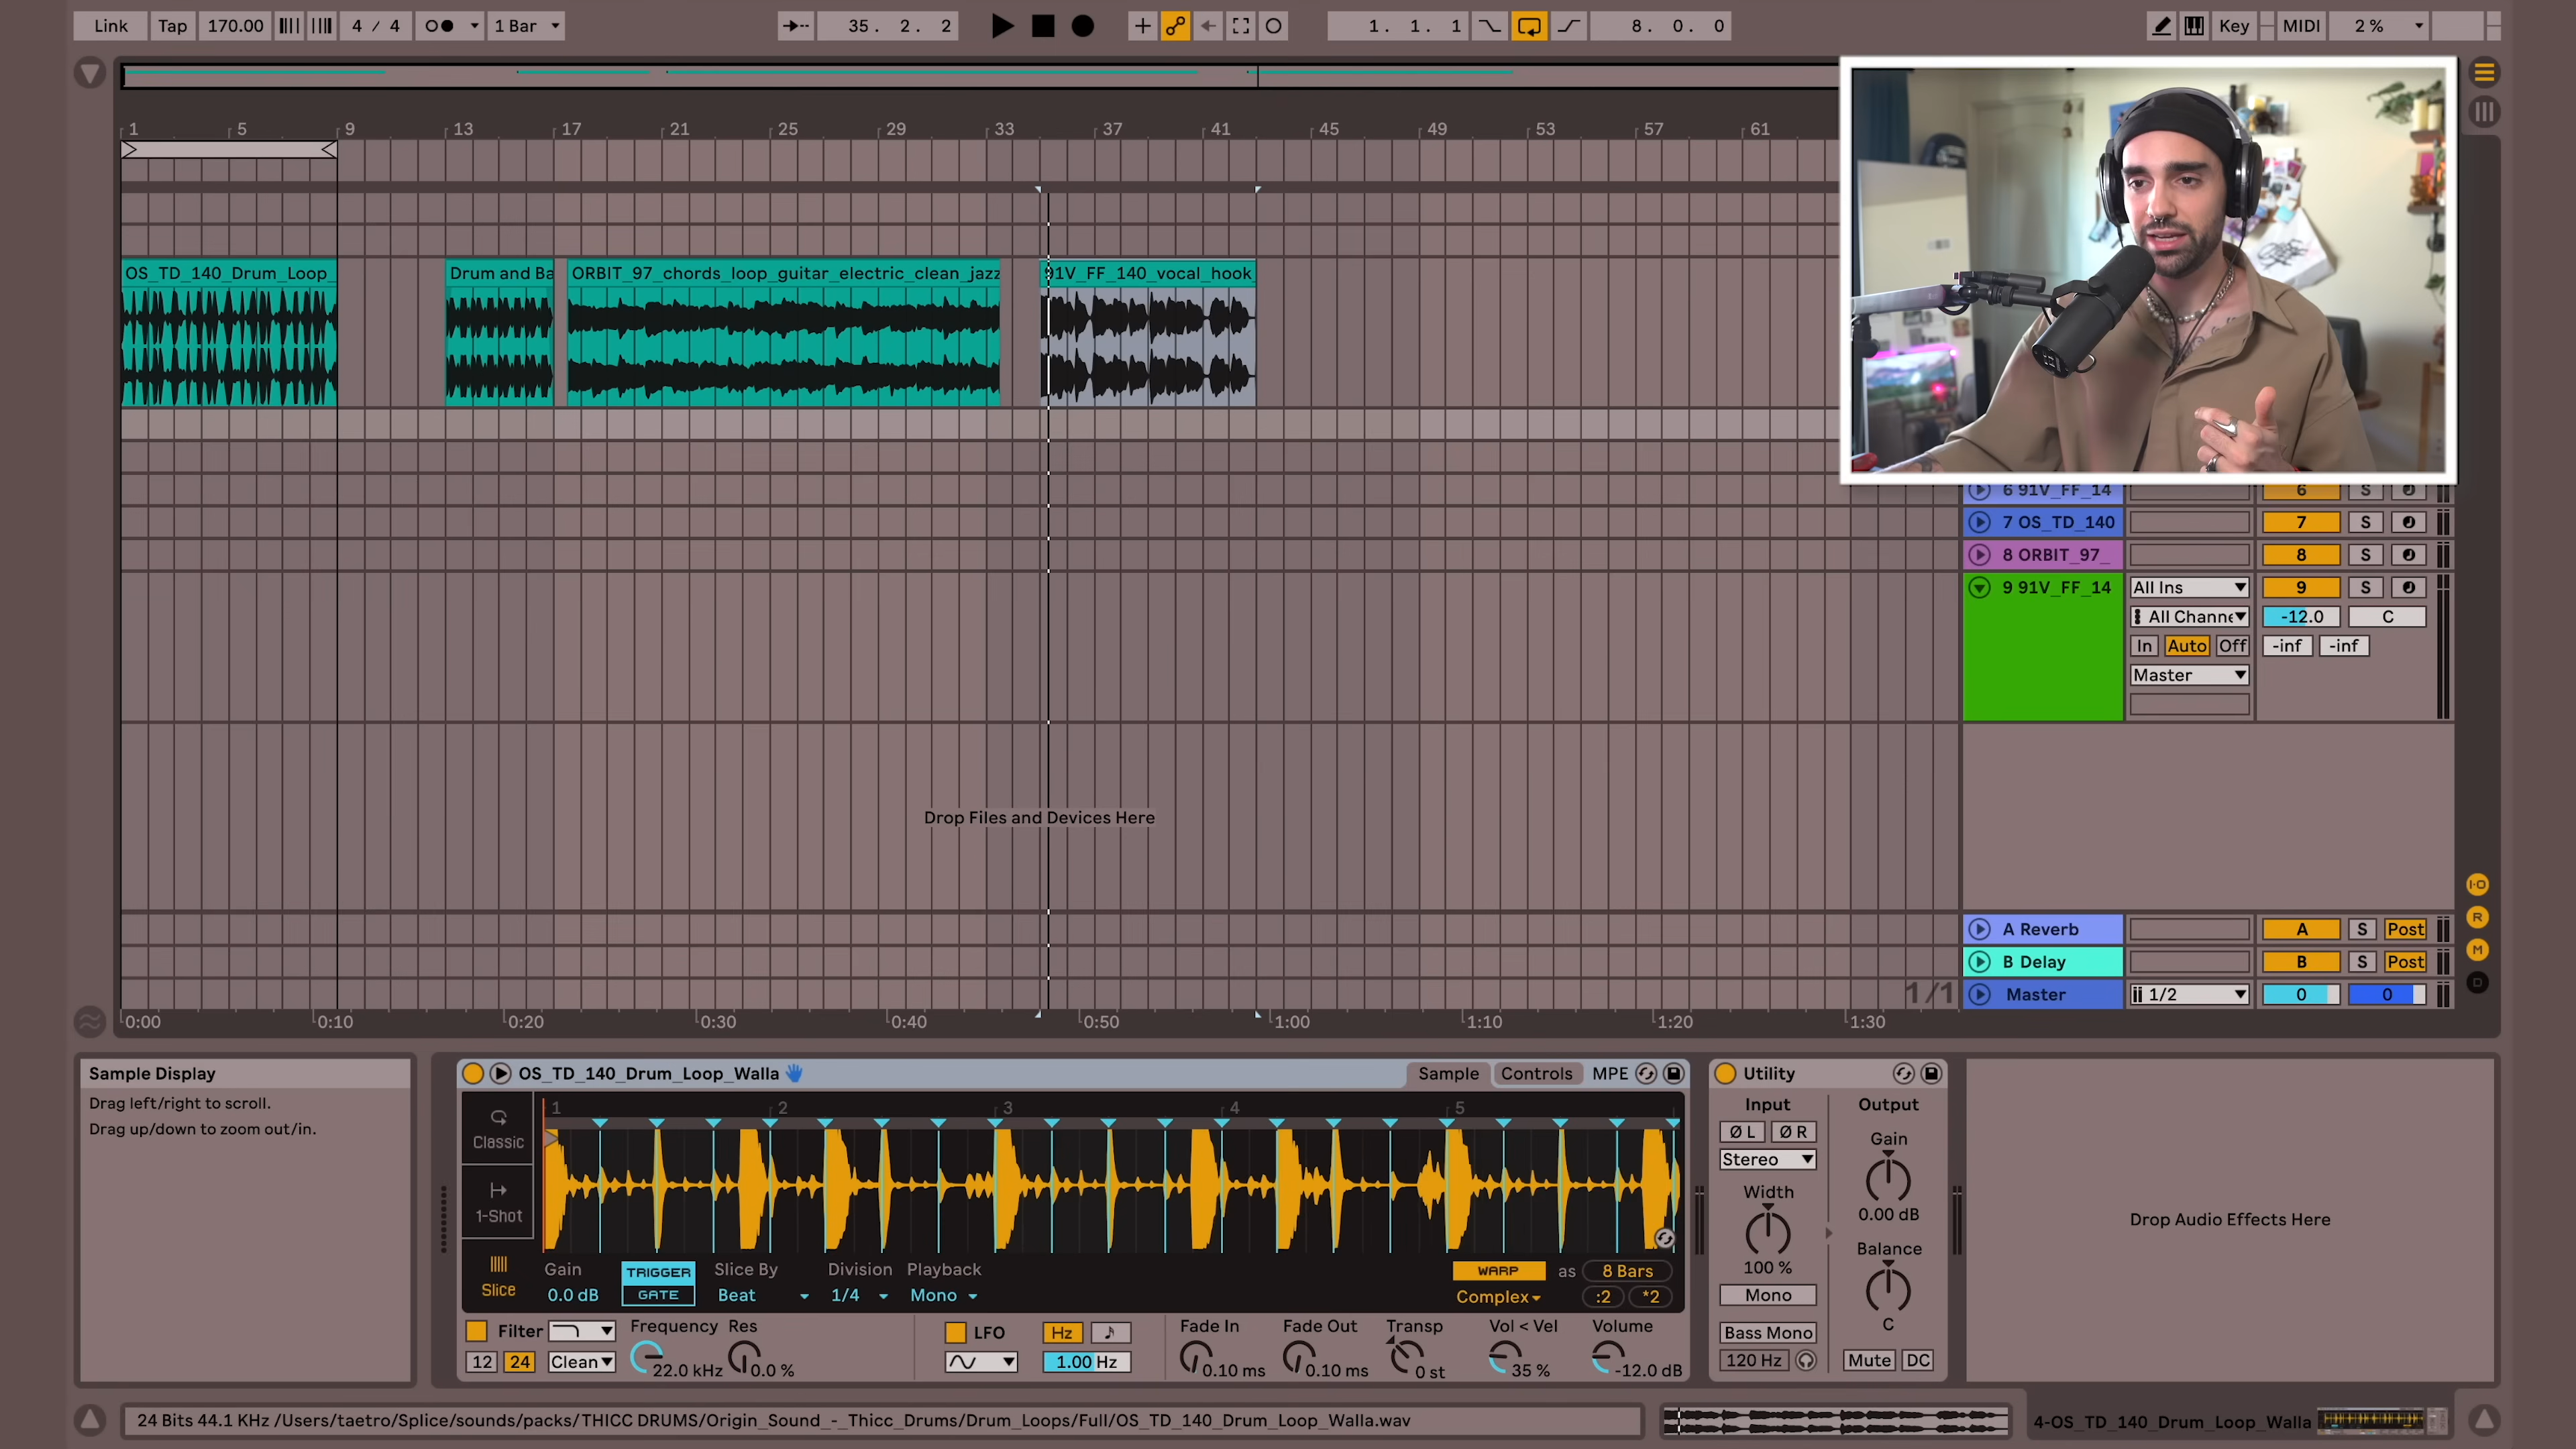 Link Tap 170.00 4 / 4 1 Bar 35. 2. 2 1. 1. 1 8. 0. 0 Key MIDI 2 %
1 5 9 13 17 21 25 29 33 37 41 45 49 53 57 61
OS_TD_140_Drum_Loop_ Drum and Ba ORBIT_97_chords_loop_guitar_electric_clean_jazz 91V_FF_140_vocal_hook_
6 91V_FF_14 6 S
7 OS_TD_140 7 S
8 ORBIT_97_ 8 S
9 91V_FF_14 All Ins 9 S
All Channe -12.0 C
In Auto Off -inf -inf
Master
Drop Files and Devices Here
A Reverb A S Post
B Delay B S Post
1/1 Master 1/2 0 0
0:00 0:10 0:20 0:30 0:40 0:50 1:00 1:10 1:20 1:30
I·O
R
M
D
Sample Display
Drag left/right to scroll.
Drag up/down to zoom out/in.
OS_TD_140_Drum_Loop_Walla Sample Controls MPE
1 2 3 4 5
Classic
1-Shot
Slice
Gain TRIGGER Slice By Division Playback WARP as 8 Bars
0.0 dB GATE Beat 1/4 Mono Complex :2 *2
Filter Frequency Res LFO Hz Fade In Fade Out Transp Vol < Vel Volume
12 24 Clean 22.0 kHz 0.0 % 1.00 Hz 0.10 ms 0.10 ms 0 st 35 % -12.0 dB
Utility
Input Output
Ø L Ø R Gain
Stereo
Width 0.00 dB
100 % Balance
Mono
Bass Mono C
120 Hz Mute DC
Drop Audio Effects Here
24 Bits 44.1 KHz /Users/taetro/Splice/sounds/packs/THICC DRUMS/Origin_Sound_-_Thicc_Drums/Drum_Loops/Full/OS_TD_140_Drum_Loop_Walla.wav
4-OS_TD_140_Drum_Loop_Walla